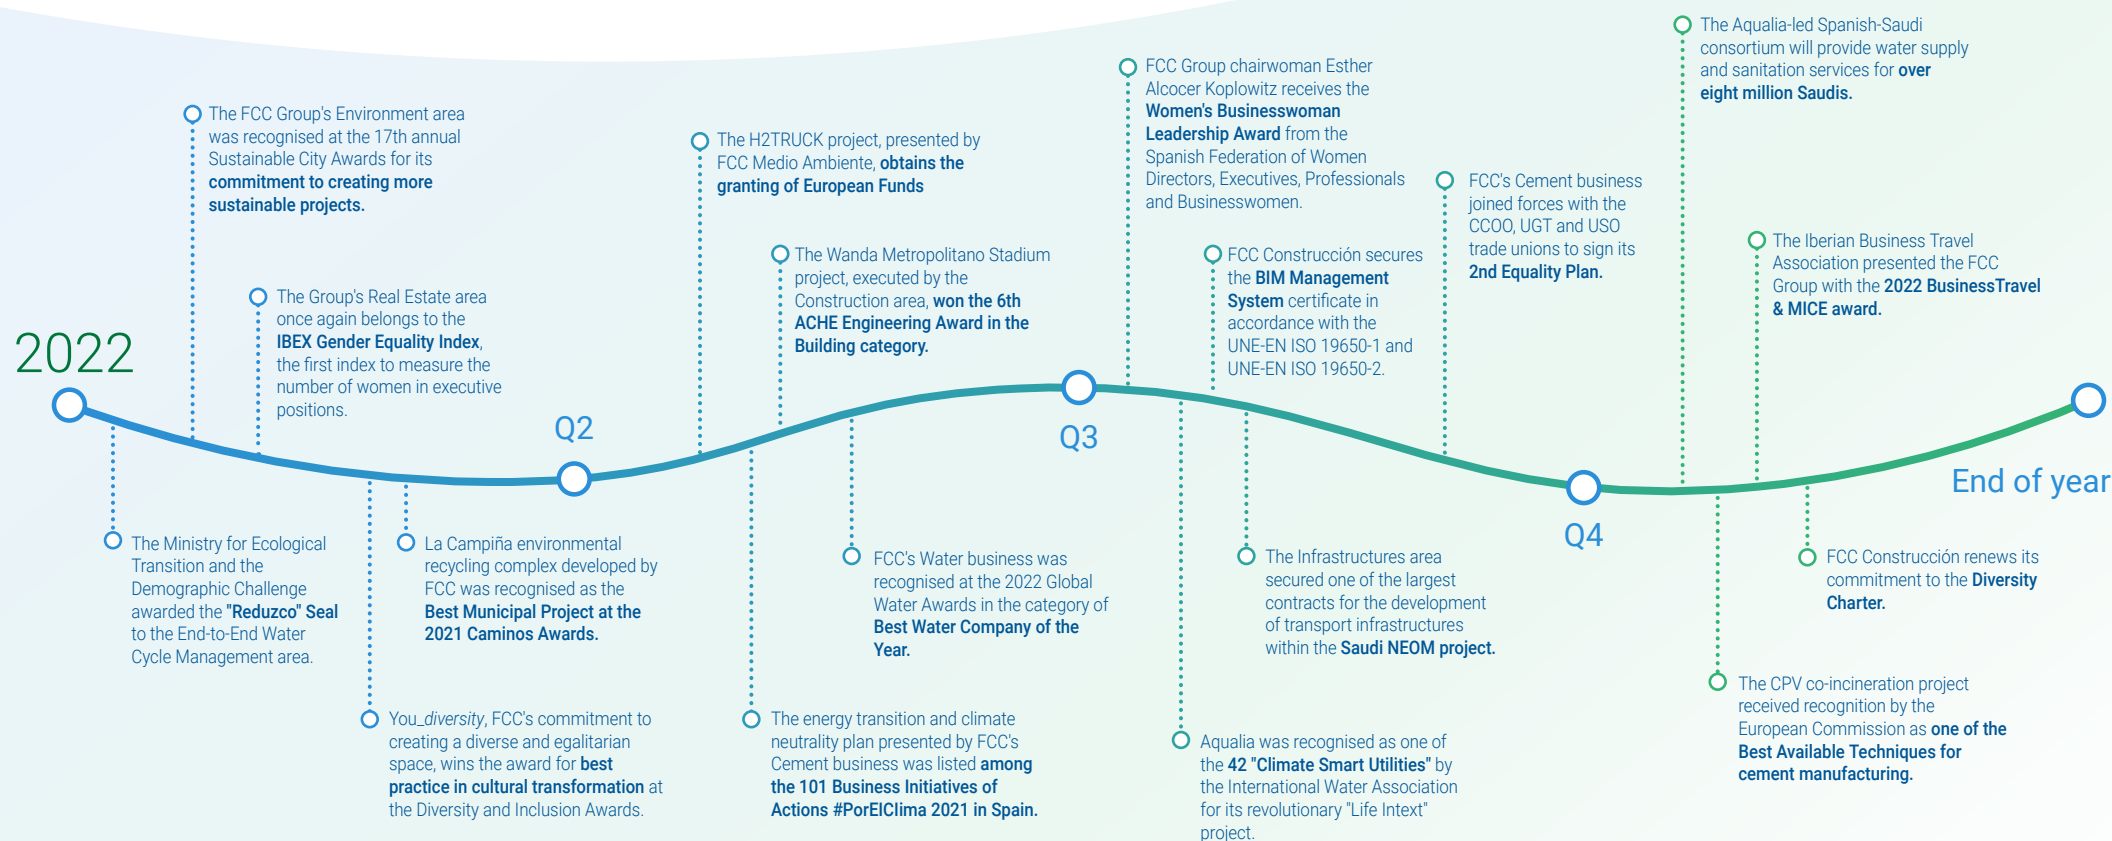 2022
The FCC Group's Environment area
was recognised at the 17th annual
Sustainable City Awards for its
commitment to creating more
sustainable projects.
The Group's Real Estate area
once again belongs to the
IBEX Gender Equality Index,
the first index to measure the
number of women in executive
positions.
The Ministry for Ecological
Transition and the
Demographic Challenge
awarded the "Reduzco" Seal
to the End-to-End Water
Cycle Management area.
You_diversity, FCC's commitment to
creating a diverse and egalitarian
space, wins the award for best
practice in cultural transformation at
the Diversity and Inclusion Awards.
La Campiña environmental
recycling complex developed by
FCC was recognised as the
Best Municipal Project at the
2021 Caminos Awards.
Q2
The H2TRUCK project, presented by
FCC Medio Ambiente, obtains the
granting of European Funds
The Wanda Metropolitano Stadium
project, executed by the
Construction area, won the 6th
ACHE Engineering Award in the
Building category.
The energy transition and climate
neutrality plan presented by FCC's
Cement business was listed among
the 101 Business Initiatives of
Actions #PorElClima 2021 in Spain.
FCC's Water business was
recognised at the 2022 Global
Water Awards in the category of
Best Water Company of the
Year.
Q3
FCC Group chairwoman Esther
Alcocer Koplowitz receives the
Women's Businesswoman
Leadership Award from the
Spanish Federation of Women
Directors, Executives, Professionals
and Businesswomen.
FCC Construcción secures
the BIM Management
System certificate in
accordance with the
UNE-EN ISO 19650-1 and
UNE-EN ISO 19650-2.
FCC's Cement business
joined forces with the
CCOO, UGT and USO
trade unions to sign its
2nd Equality Plan.
Aqualia was recognised as one of
the 42 "Climate Smart Utilities" by
the International Water Association
for its revolutionary "Life Intext"
project.
The Infrastructures area
secured one of the largest
contracts for the development
of transport infrastructures
within the Saudi NEOM project.
Q4
The Aqualia-led Spanish-Saudi
consortium will provide water supply
and sanitation services for over
eight million Saudis.
The Iberian Business Travel
Association presented the FCC
Group with the 2022 BusinessTravel
& MICE award.
The CPV co-incineration project
received recognition by the
European Commission as one of the
Best Available Techniques for
cement manufacturing.
FCC Construcción renews its
commitment to the Diversity
Charter.
End of year